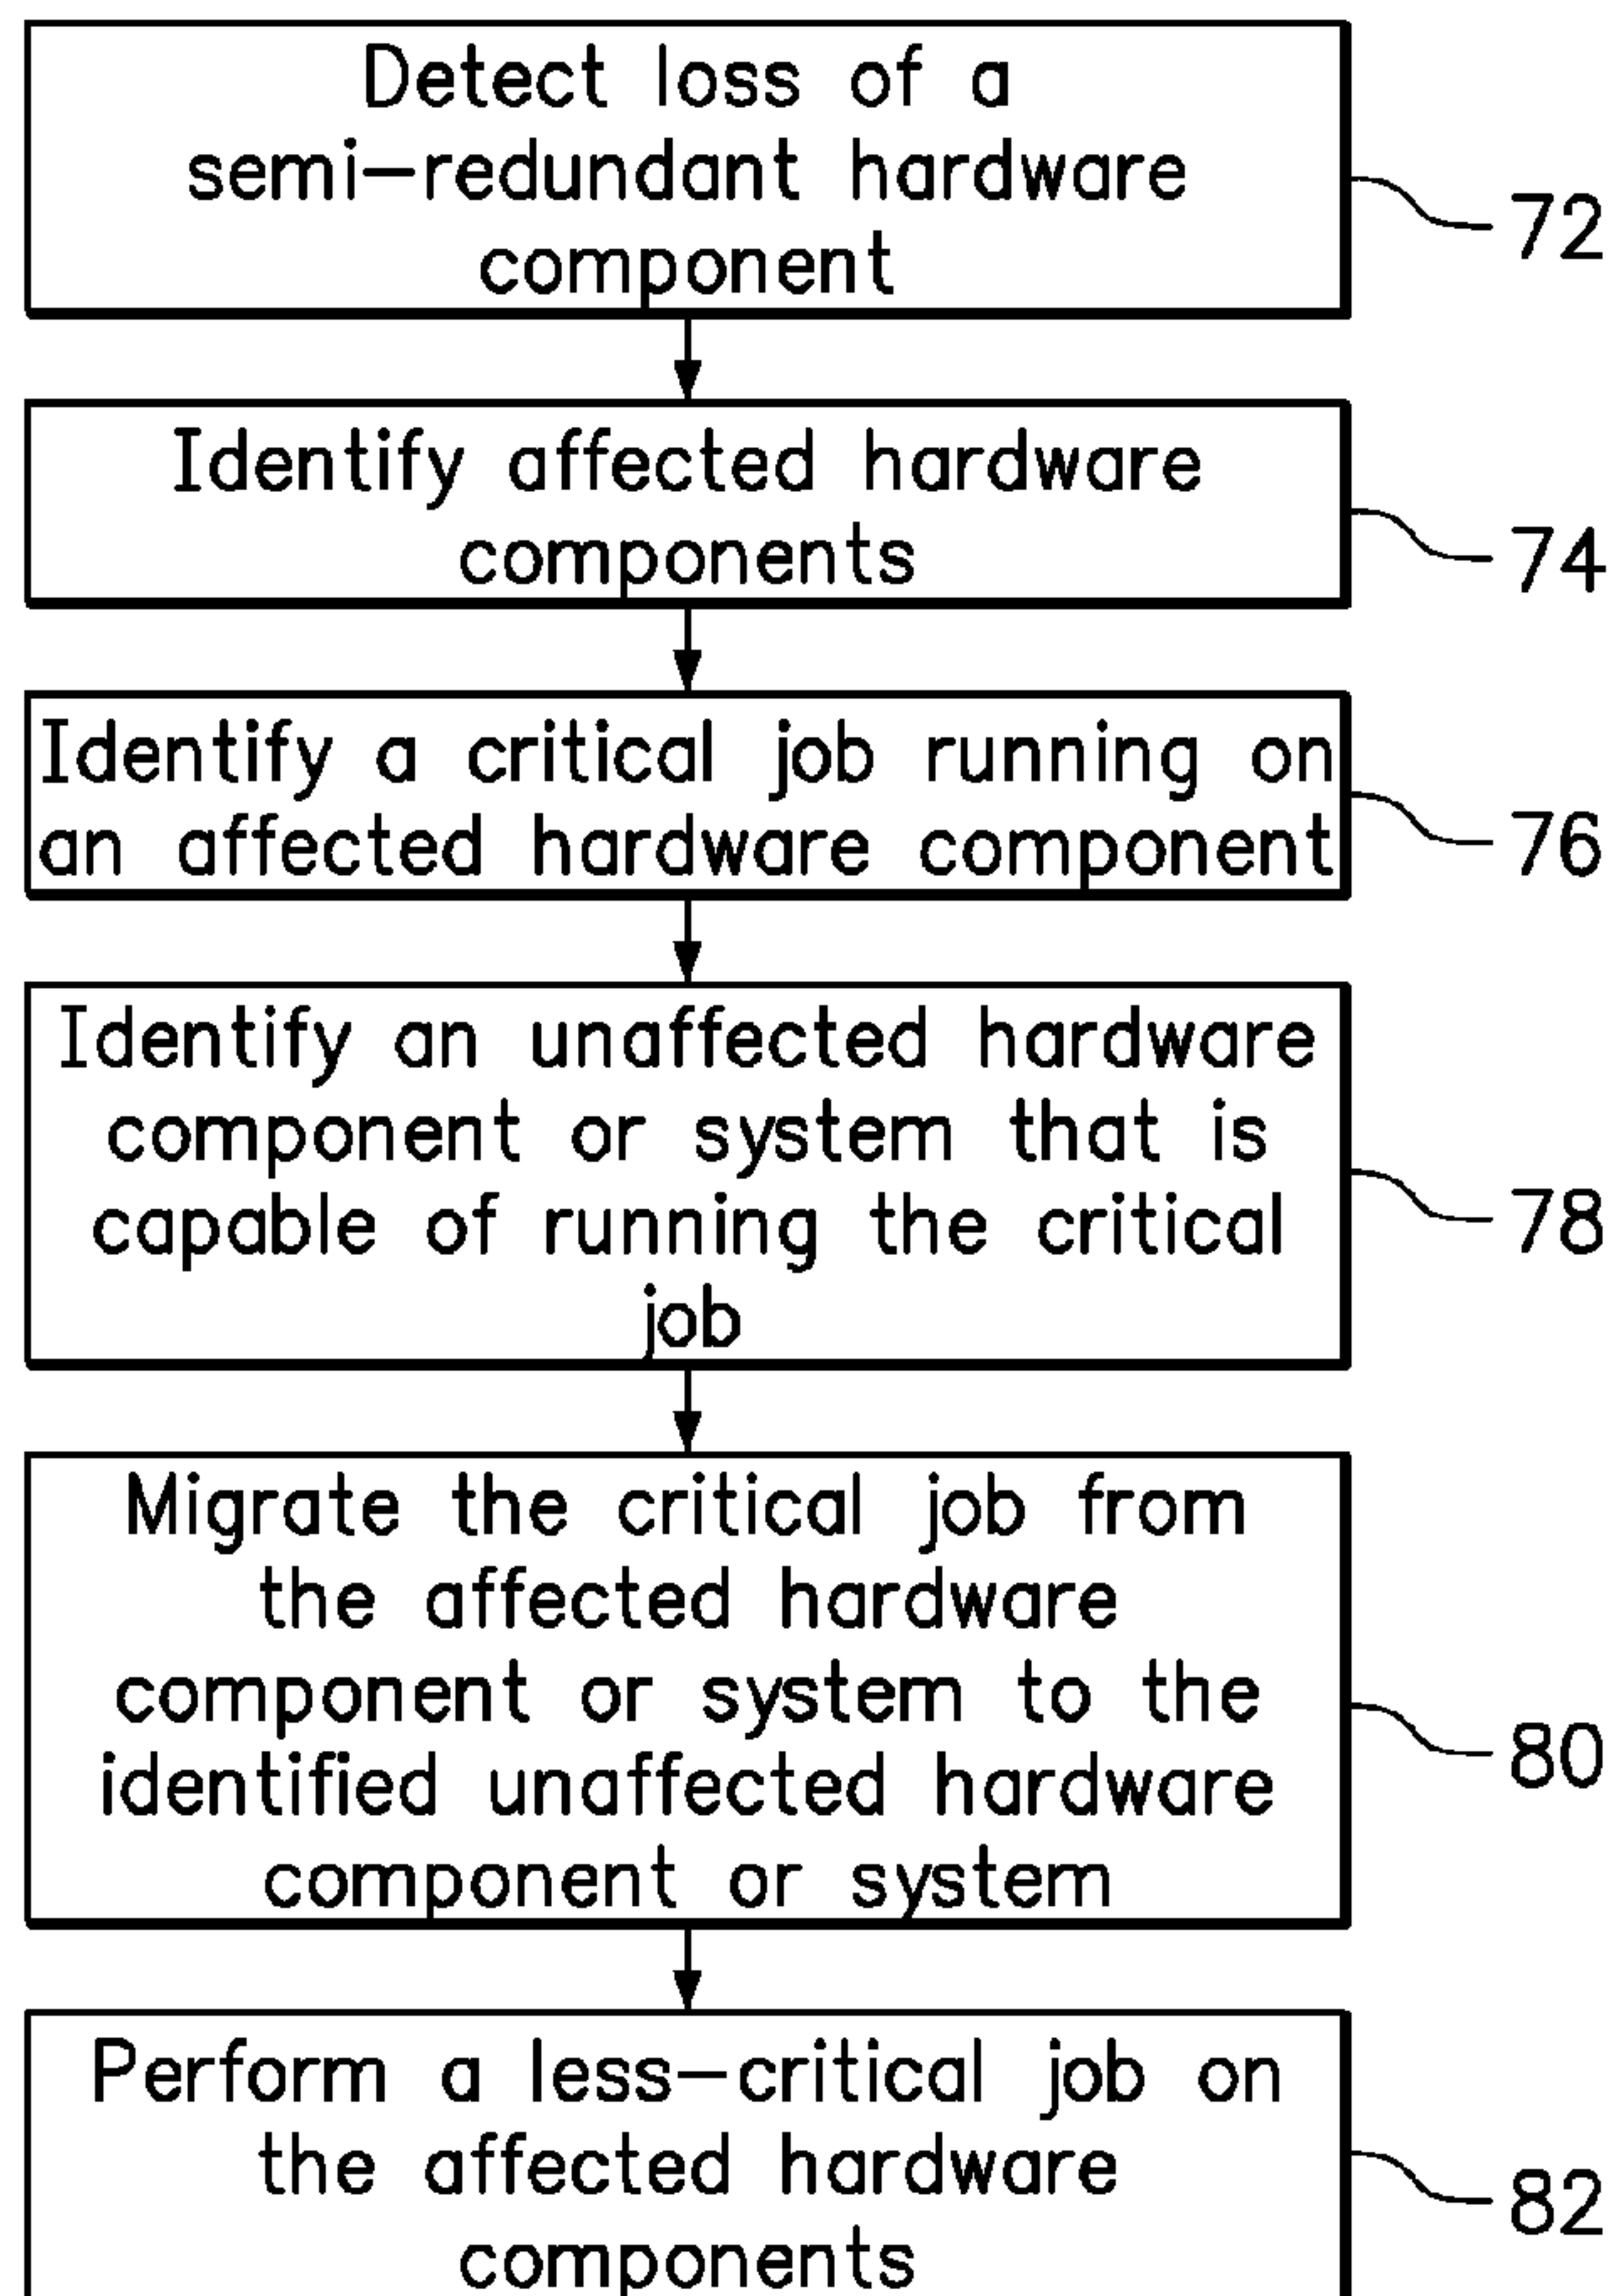 Detect loss of a
semi-redundant hardware
component
72
Identify affected hardware
components
74
Identify a critical job running on
an affected hardware component
76
Identify an unaffected hardware
component or system that is
capable of running the critical
job
78
Migrate the critical job from
the affected hardware
component or system to the
identified unaffected hardware
component or system
80
Perform a less-critical job on
the affected hardware
components
82